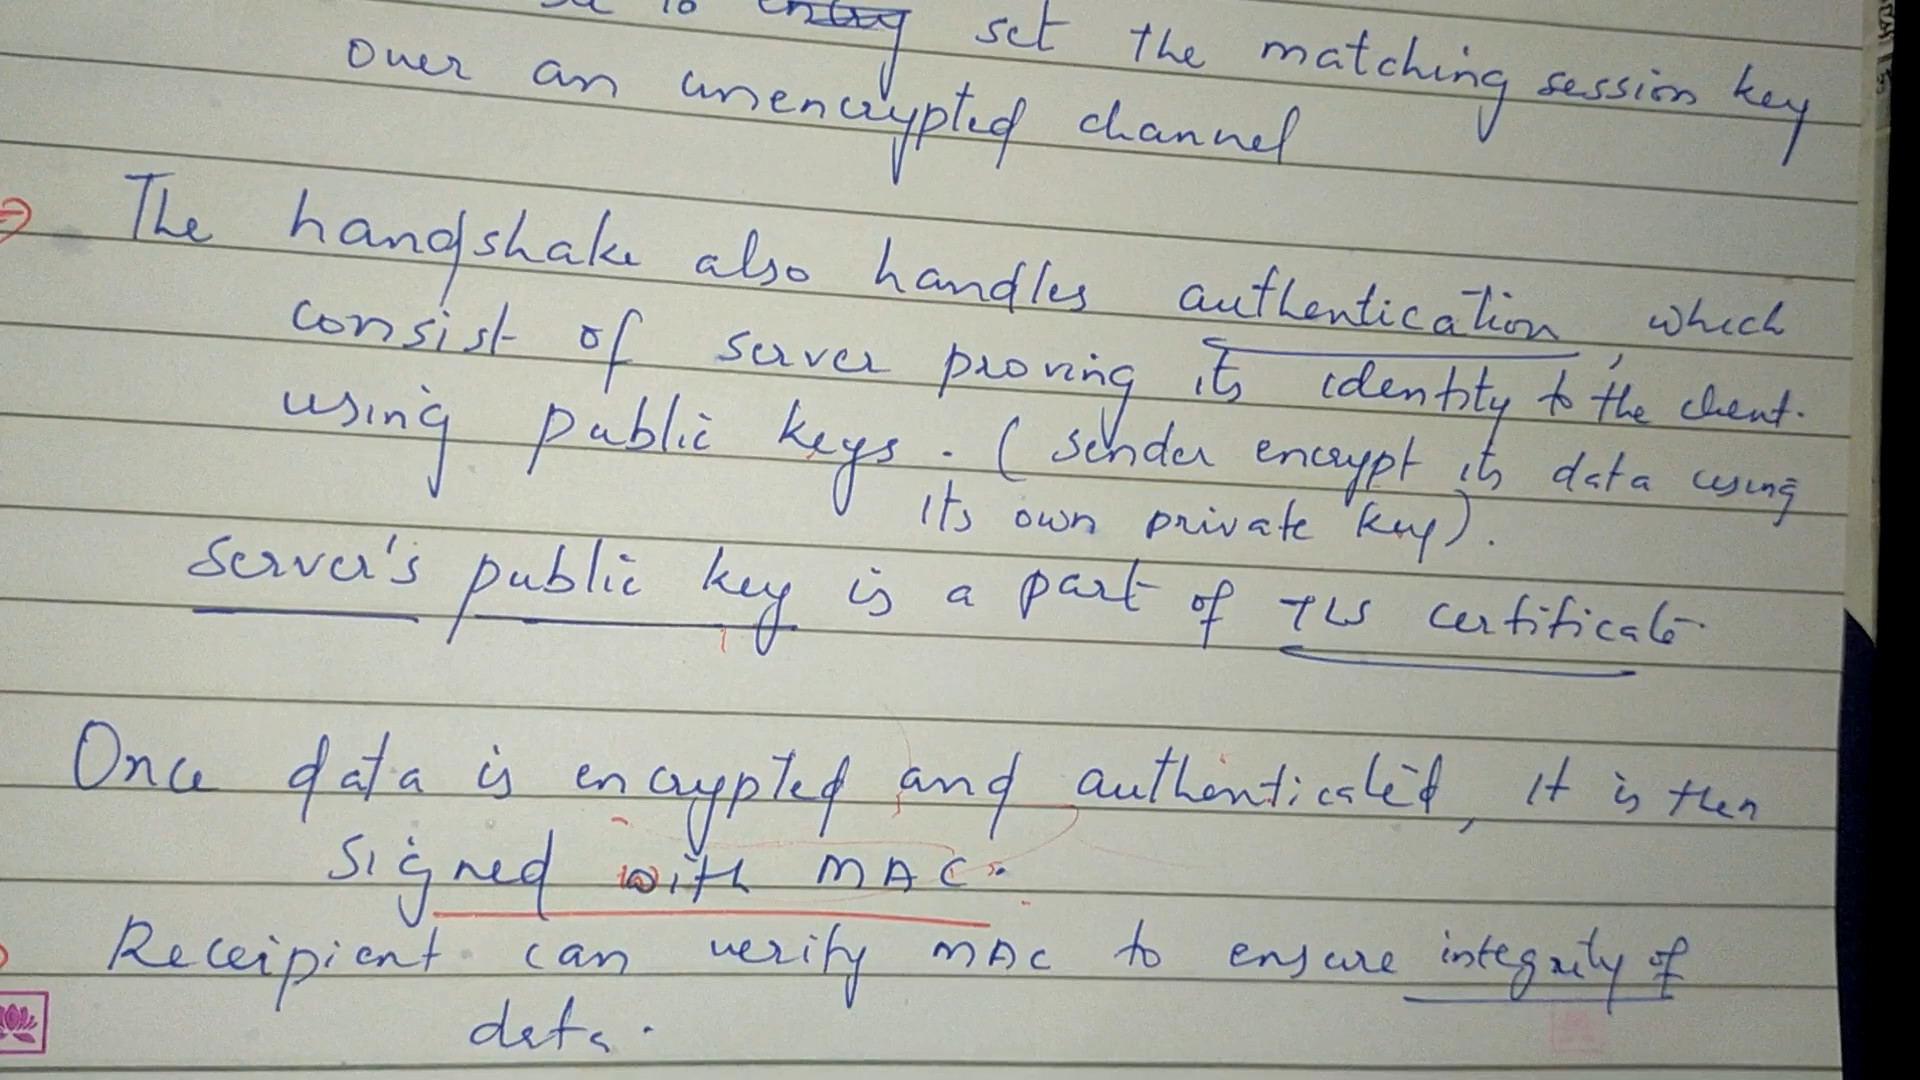 to set the matching session key
over an unencrypted channel
⇒ The handshake also handles authentication, which
consist of server proving its identity to the client.
using public keys. (sender encrypt its data using
its own private key).
Server's public key is a part of TLS certificate
Once data is encrypted and authenticated, it is then
signed with MAC.
Receipient can verify MAC to ensure integrity of
data.